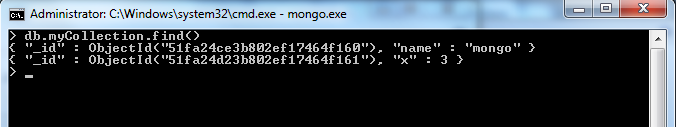 Administrator: C:\Windows\system32\cmd.exe - mongo.exe
> db.myCollection.find()
{ "_id" : ObjectId("51fa24ce3b802ef17464f160"), "name" : "mongo" }
{ "_id" : ObjectId("51fa24d23b802ef17464f161"), "x" : 3 }
> _